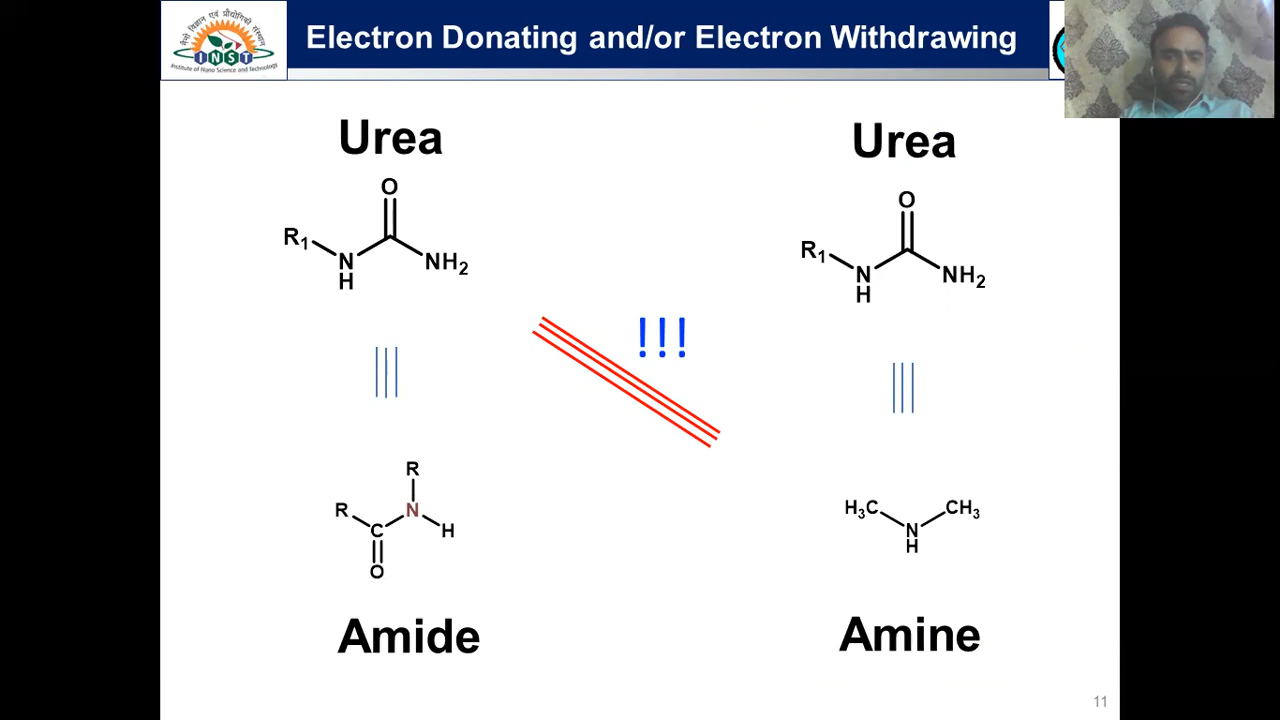 Electron Donating and/or Electron Withdrawing
INST
Institute of Nano Science and Technology
Urea
O
R1
N
H
NH2
Urea
O
R1
N
H
NH2
!!!
R
R
N
C
H
O
Amide
H3C
CH3
N
H
Amine
11